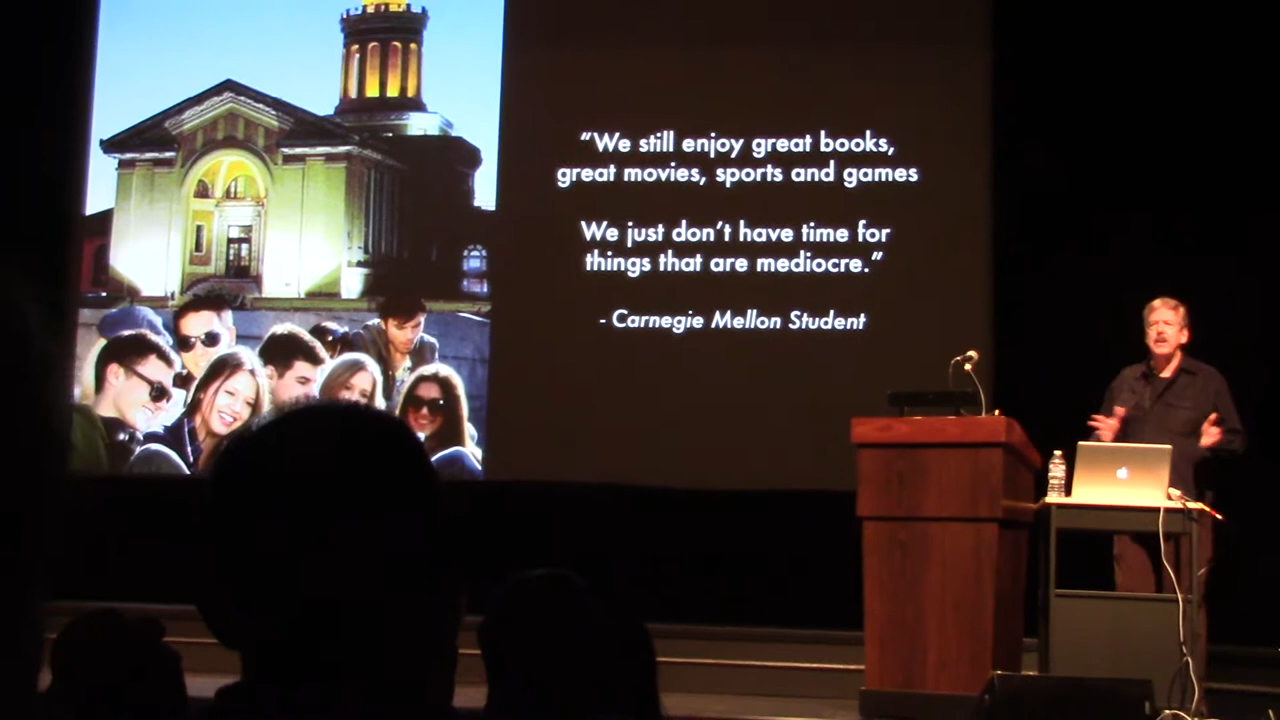 “We still enjoy great books,
great movies, sports and games
We just don’t have time for
things that are mediocre.”
- Carnegie Mellon Student